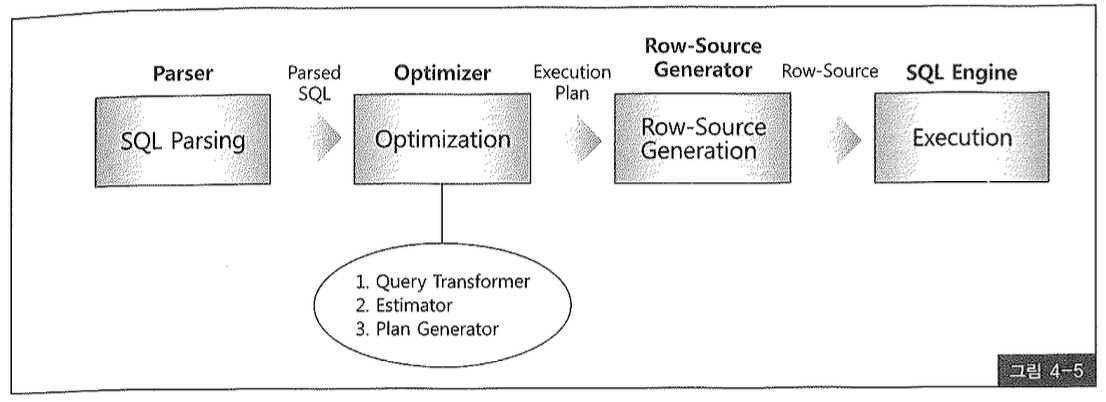 Parser
SQL Parsing
Parsed
SQL
Optimizer
Optimization
Execution
Plan
Row-Source
Generator
Row-Source
Generation
Row-Source
SQL Engine
Execution
1. Query Transformer
2. Estimator
3. Plan Generator
그림 4-5